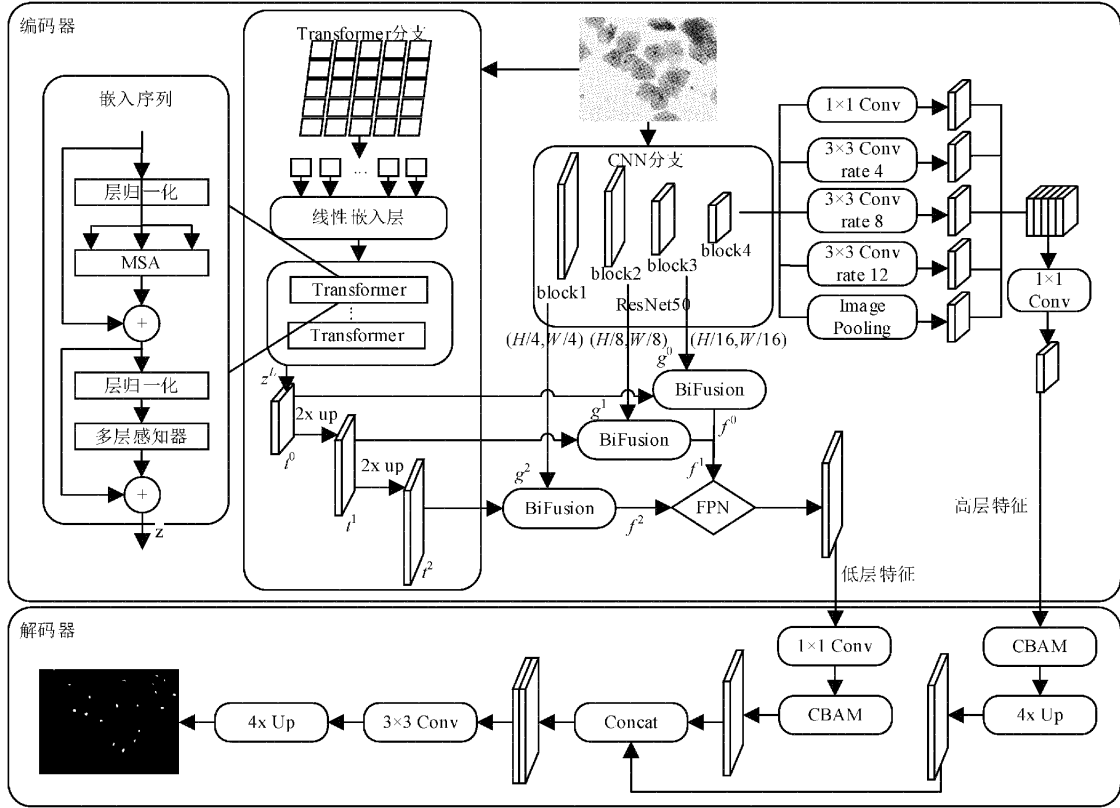 编码器
嵌入序列
层归一化
MSA
+
层归一化
多层感知器
+
z
Transformer分支
...
线性嵌入层
Transformer
...
Transformer
z^L
2x up
t^0
2x up
t^1
t^2
CNN分支
block1
block2
block3
block4
ResNet50
(H/4,W/4)
(H/8,W/8)
(H/16,W/16)
g^0
BiFusion
f^0
g^1
BiFusion
f^1
g^2
BiFusion
f^2
FPN
1×1 Conv
3×3 Conv
rate 4
3×3 Conv
rate 8
3×3 Conv
rate 12
Image
Pooling
1×1
Conv
高层特征
低层特征
解码器
1×1 Conv
CBAM
CBAM
4x Up
Concat
3×3 Conv
4x Up